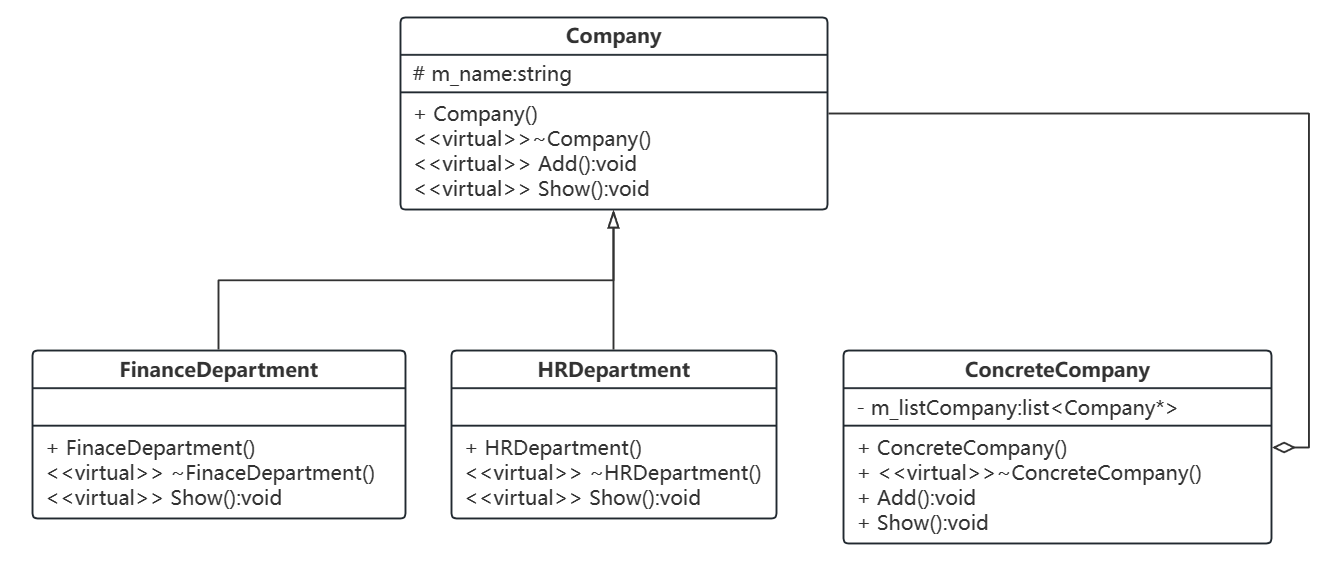 Company
# m_name:string
+ Company()
<<virtual>>~Company()
<<virtual>> Add():void
<<virtual>> Show():void
FinanceDepartment
+ FinaceDepartment()
<<virtual>> ~FinaceDepartment()
<<virtual>> Show():void
HRDepartment
+ HRDepartment()
<<virtual>> ~HRDepartment()
<<virtual>> Show():void
ConcreteCompany
- m_listCompany:list<Company*>
+ ConcreteCompany()
+ <<virtual>>~ConcreteCompany()
+ Add():void
+ Show():void